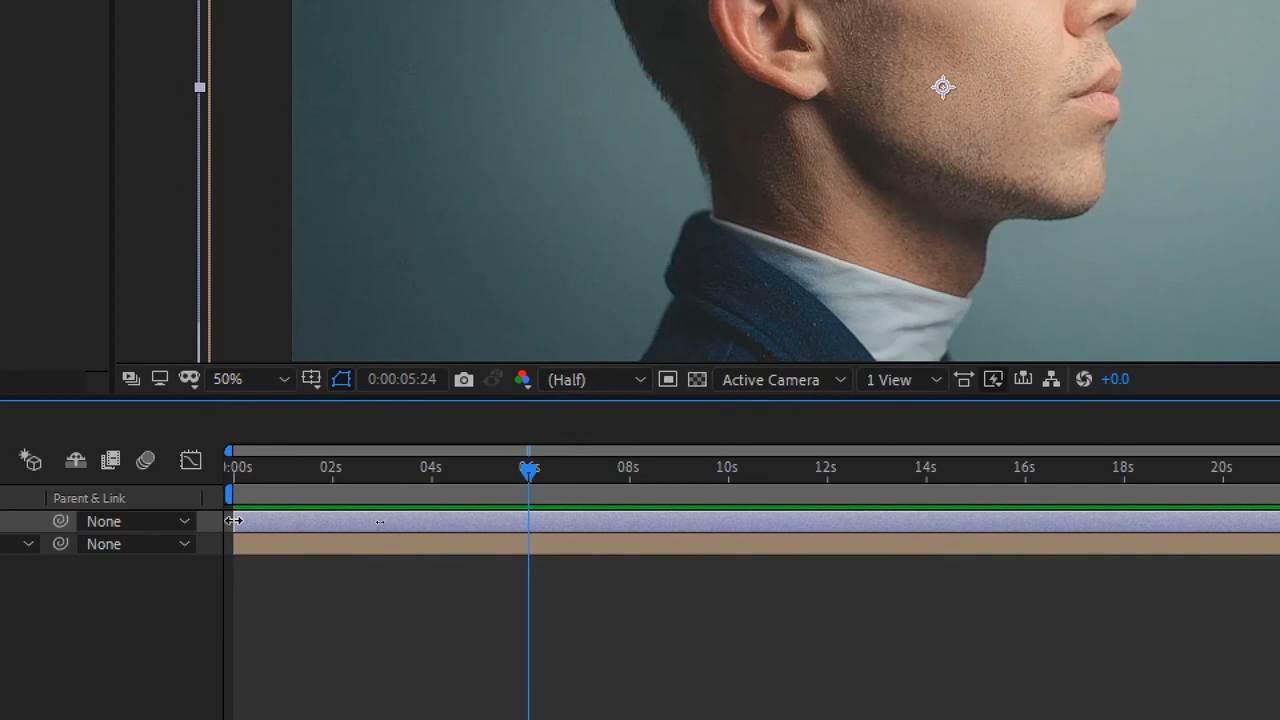 50%
0:00:05:24
(Half)
Active Camera
1 View
+0.0
:00s 02s 04s 06s 08s 10s 12s 14s 16s 18s 20s
Parent & Link
None
None